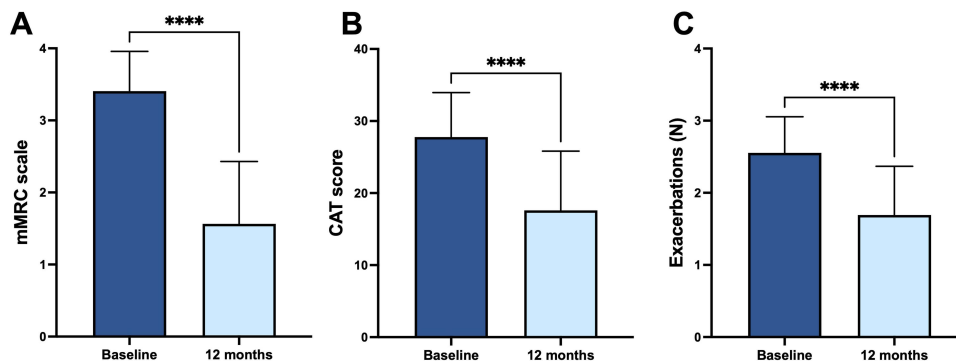 A
mMRC scale
4
3
2
1
0
****
Baseline
12 months
B
CAT score
40
30
20
10
0
****
Baseline
12 months
C
Exacerbations (N)
4
3
2
1
0
****
Baseline
12 months